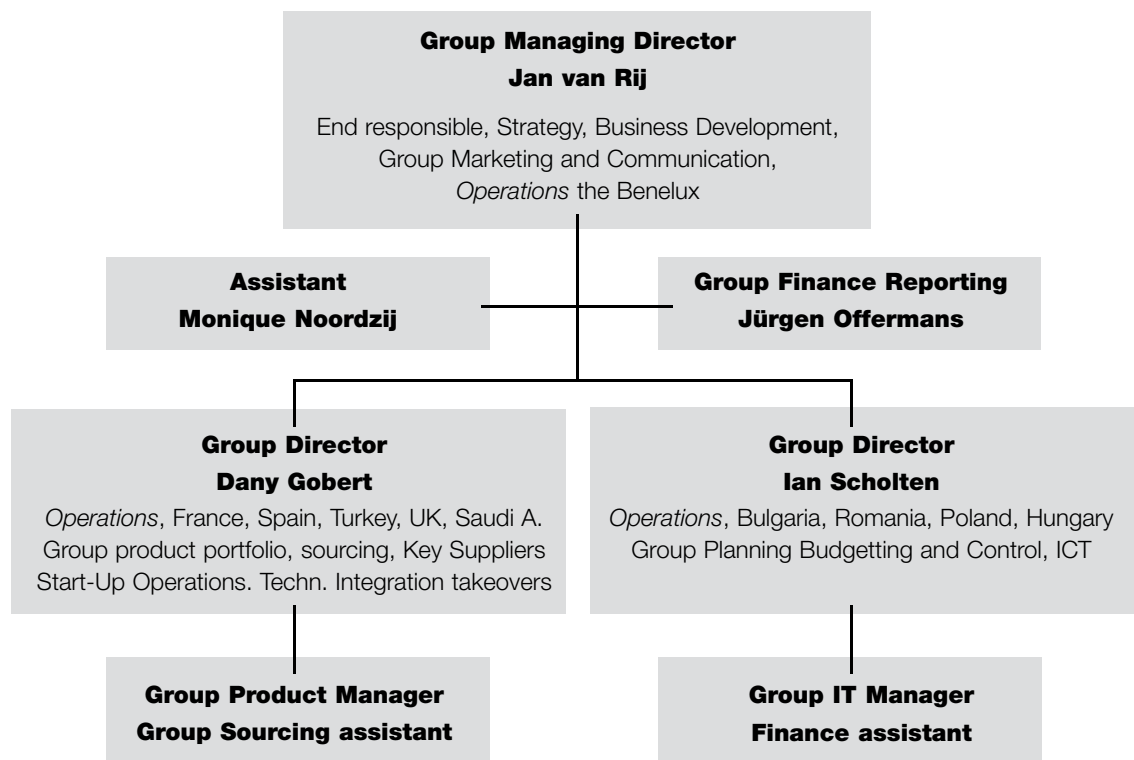 Group Managing Director
Jan van Rij
End responsible, Strategy, Business Development,
Group Marketing and Communication,
Operations the Benelux
Assistant
Monique Noordzij
Group Finance Reporting
Jürgen Offermans
Group Director
Dany Gobert
Operations, France, Spain, Turkey, UK, Saudi A.
Group product portfolio, sourcing, Key Suppliers
Start-Up Operations. Techn. Integration takeovers
Group Director
Ian Scholten
Operations, Bulgaria, Romania, Poland, Hungary
Group Planning Budgetting and Control, ICT
Group Product Manager
Group Sourcing assistant
Group IT Manager
Finance assistant